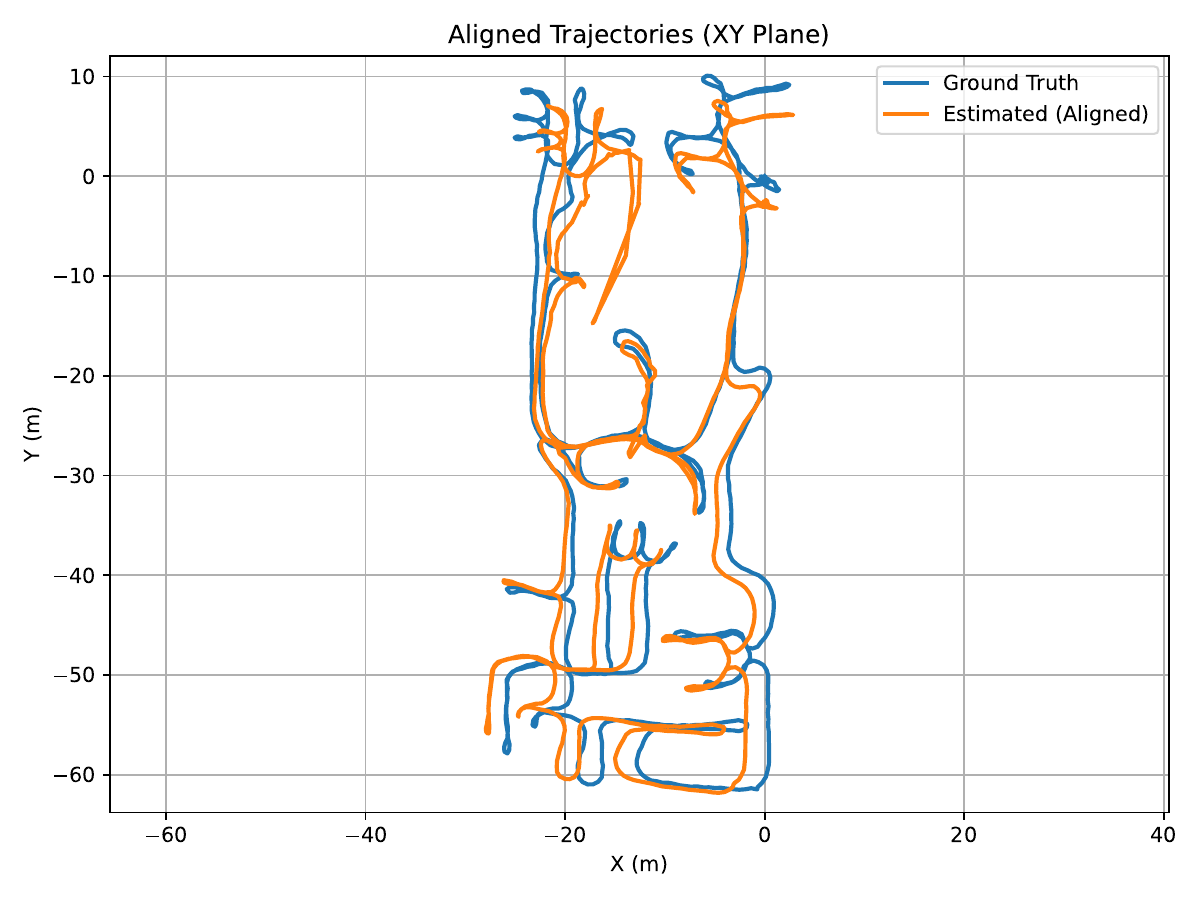 Aligned Trajectories (XY Plane)
Ground Truth
Estimated (Aligned)
10
0
−10
−20
−30
−40
−50
−60
Y (m)
−60
−40
−20
0
20
40
X (m)